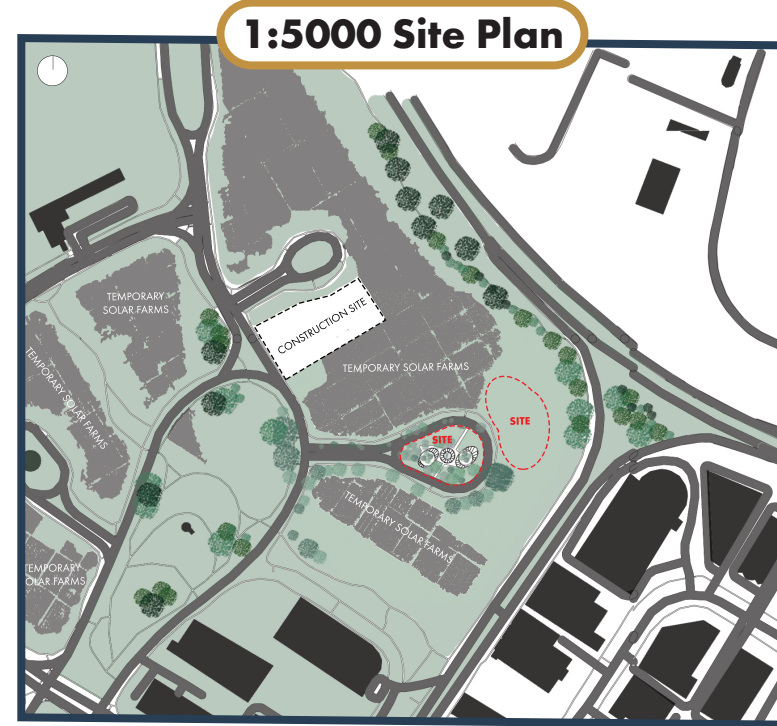 1:5000 Site Plan
TEMPORARY
SOLAR FARMS
CONSTRUCTION SITE
TEMPORARY SOLAR FARMS
TEMPORARY SOLAR FARMS
SITE
SITE
TEMPORARY SOLAR FARMS
TEMPORARY
OLAR FARMS